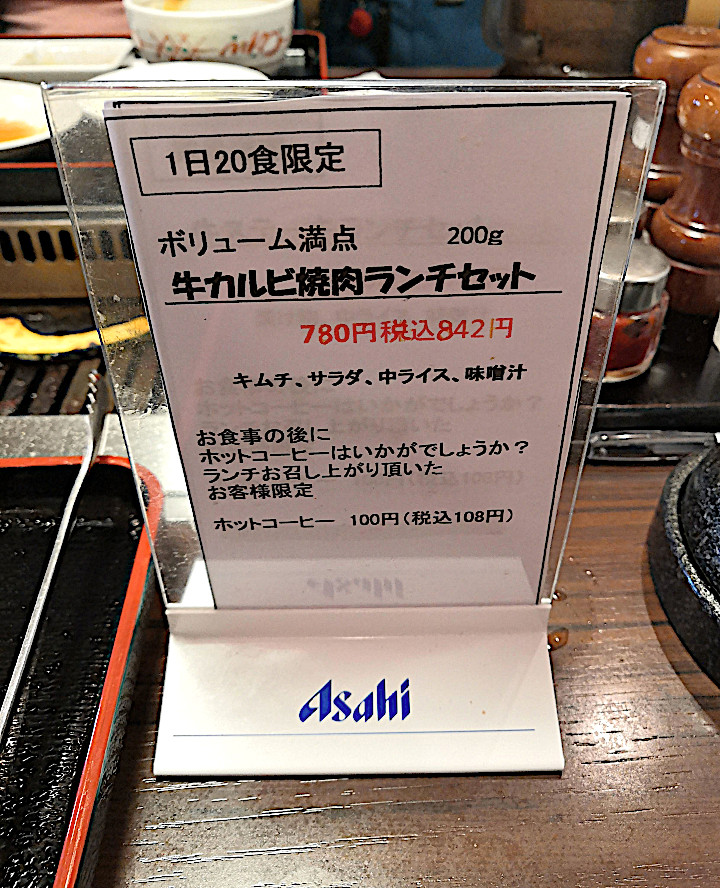 1日20食限定
ボリューム満点 200g
牛カルビ焼肉ランチセット
780円税込842円
キムチ、サラダ、中ライス、味噌汁
お食事の後に
ホットコーヒーはいかがでしょうか？
ランチお召し上がり頂いた
お客様限定
ホットコーヒー 100円(税込108円)
Asahi